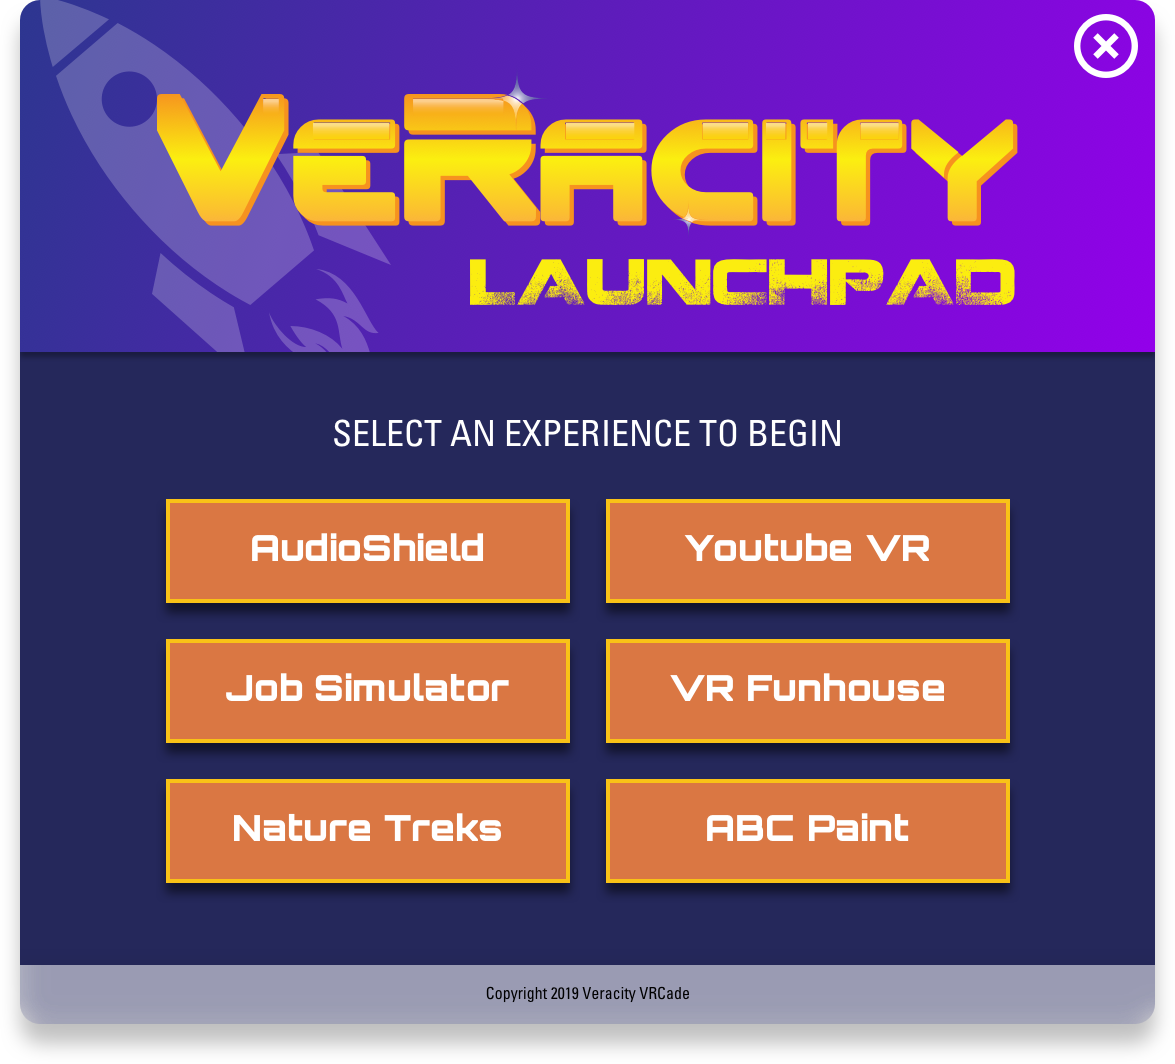 VERACITY
LAUNCHPAD
SELECT AN EXPERIENCE TO BEGIN
AudioShield
Youtube VR
Job Simulator
VR Funhouse
Nature Treks
ABC Paint
Copyright 2019 Veracity VRCade